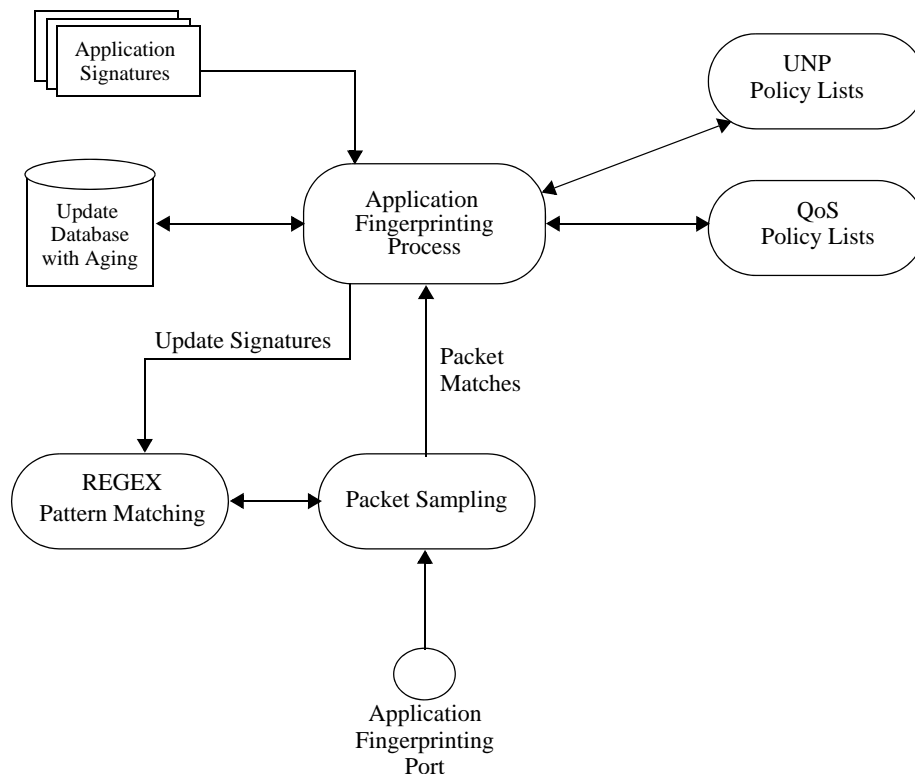 Application
Signatures
UNP
Policy Lists
Update
Database
with Aging
Application
Fingerprinting
Process
QoS
Policy Lists
Update Signatures
Packet
Matches
REGEX
Pattern Matching
Packet Sampling
Application
Fingerprinting
Port